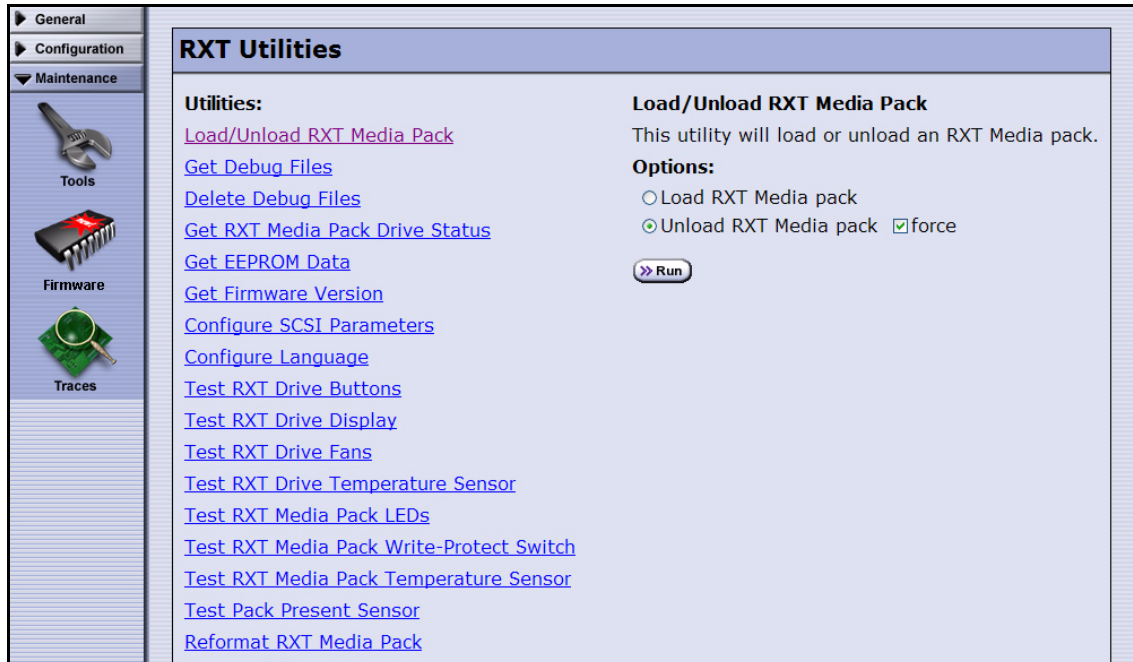 General
Configuration
Maintenance
Tools
Firmware
Traces
RXT Utilities
Utilities:
Load/Unload RXT Media Pack
Get Debug Files
Delete Debug Files
Get RXT Media Pack Drive Status
Get EEPROM Data
Get Firmware Version
Configure SCSI Parameters
Configure Language
Test RXT Drive Buttons
Test RXT Drive Display
Test RXT Drive Fans
Test RXT Drive Temperature Sensor
Test RXT Media Pack LEDs
Test RXT Media Pack Write-Protect Switch
Test RXT Media Pack Temperature Sensor
Test Pack Present Sensor
Reformat RXT Media Pack
Load/Unload RXT Media Pack
This utility will load or unload an RXT Media pack.
Options:
Load RXT Media pack
Unload RXT Media pack force
Run